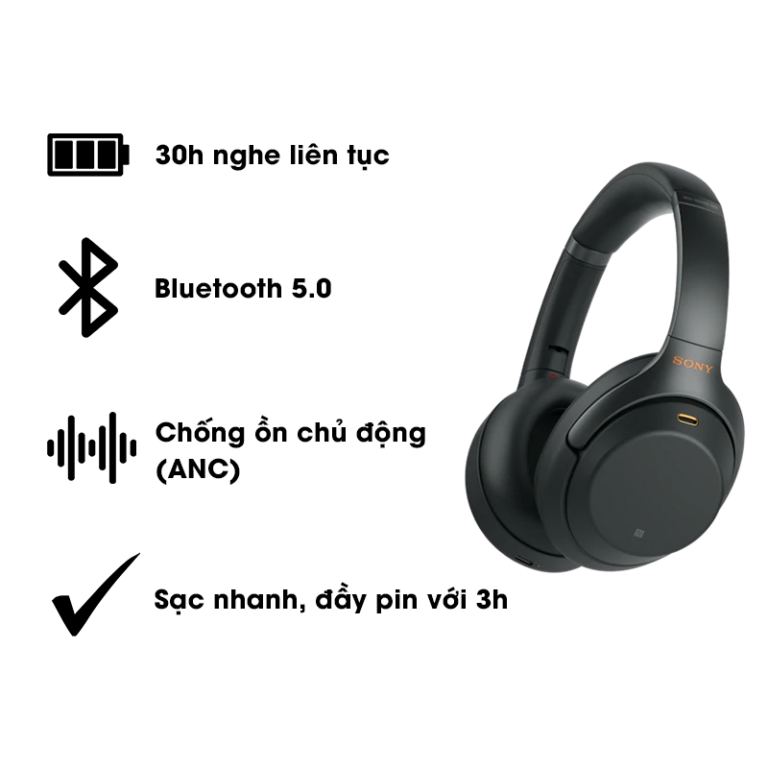 30h nghe liên tục
Bluetooth 5.0
SONY
Chống ồn chủ động
(ANC)
Sạc nhanh, đầy pin với 3h